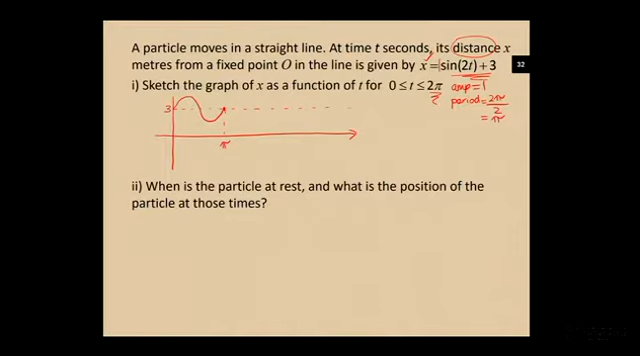 A particle moves in a straight line. At time t seconds, its distance x
metres from a fixed point O in the line is given by x = 1sin(2t) + 3
32
i) Sketch the graph of x as a function of t for 0 ≤ t ≤ 2π
amp = 1
period = 2π/2
= π
3
π
ii) When is the particle at rest, and what is the position of the
particle at those times?